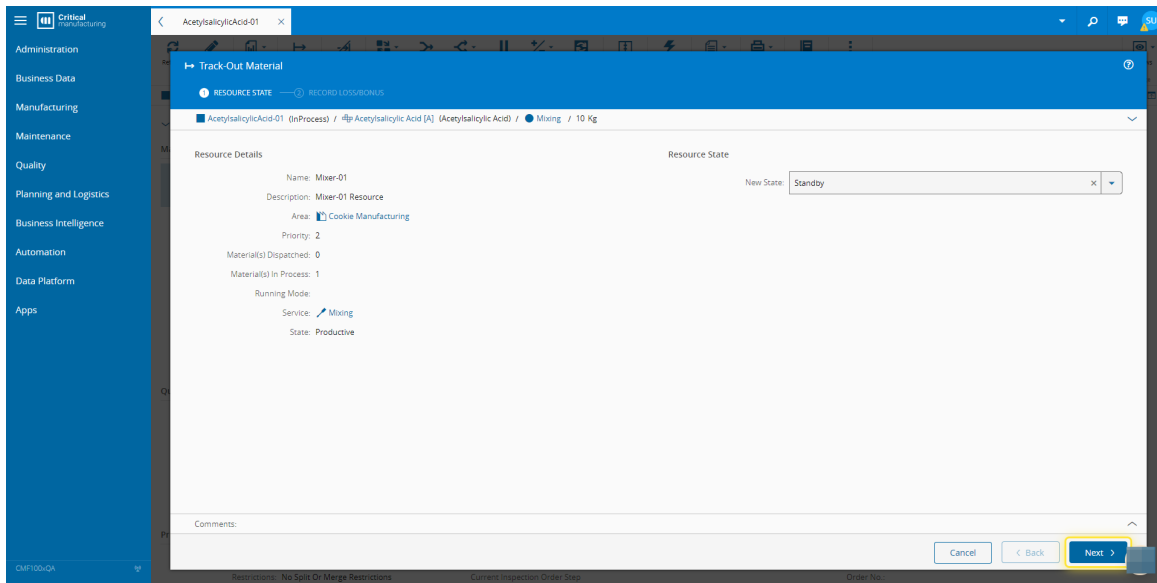 Critical manufacturing
AcetylsalicylicAcid-01
SU
Administration
Business Data
Manufacturing
Maintenance
Quality
Planning and Logistics
Business Intelligence
Automation
Data Platform
Apps
CMF100xQA
Track-Out Material
1 RESOURCE STATE 2 RECORD LOSS/BONUS
AcetylsalicylicAcid-01 (InProcess) / Acetylsalicylic Acid [A] (Acetylsalicylic Acid) / Mixing / 10 Kg
Resource Details
Name: Mixer-01
Description: Mixer-01 Resource
Area: Cookie Manufacturing
Priority: 2
Material(s) Dispatched: 0
Material(s) In Process: 1
Running Mode:
Service: Mixing
State: Productive
Resource State
New State: Standby
Comments:
Cancel
Back
Next
Restrictions: No Split Or Merge Restrictions
Current Inspection Order Step
Order No.: